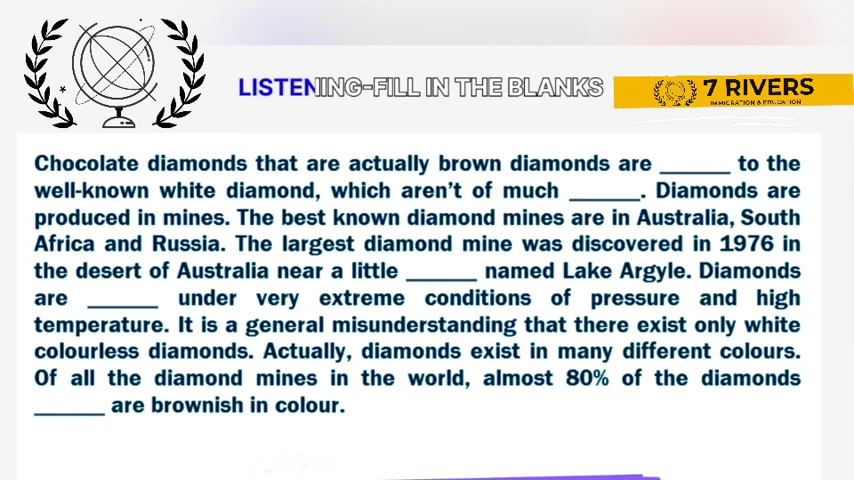 LISTENING-FILL IN THE BLANKS
7 RIVERS
IMMIGRATION & EDUCATION
Chocolate diamonds that are actually brown diamonds are ______ to the
well-known white diamond, which aren't of much ______. Diamonds are
produced in mines. The best known diamond mines are in Australia, South
Africa and Russia. The largest diamond mine was discovered in 1976 in
the desert of Australia near a little ______ named Lake Argyle. Diamonds
are ______ under very extreme conditions of pressure and high
temperature. It is a general misunderstanding that there exist only white
colourless diamonds. Actually, diamonds exist in many different colours.
Of all the diamond mines in the world, almost 80% of the diamonds
______ are brownish in colour.